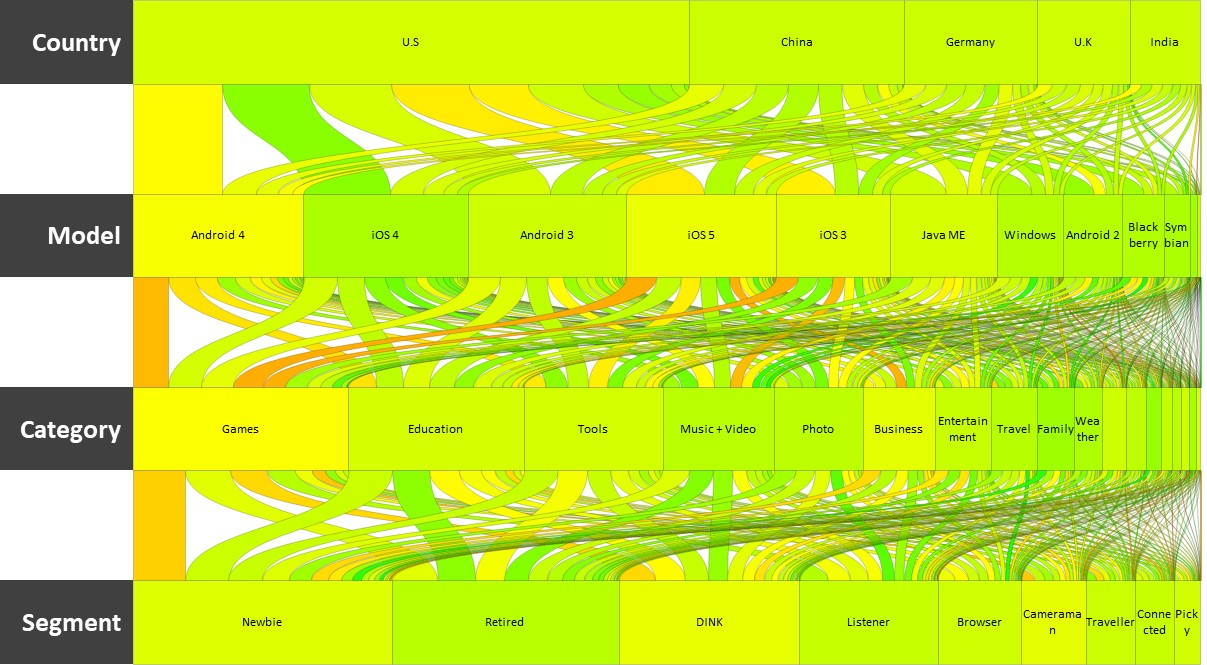 Country
U.S
China
Germany
U.K
India
Model
Android 4
iOS 4
Android 3
iOS 5
iOS 3
Java ME
Windows
Android 2
Black
berry
Sym
bian
Category
Games
Education
Tools
Music + Video
Photo
Business
Entertain
ment
Travel
Family
Wea
ther
Segment
Newbie
Retired
DINK
Listener
Browser
Camerama
n
Traveller
Conne
cted
Pick
y